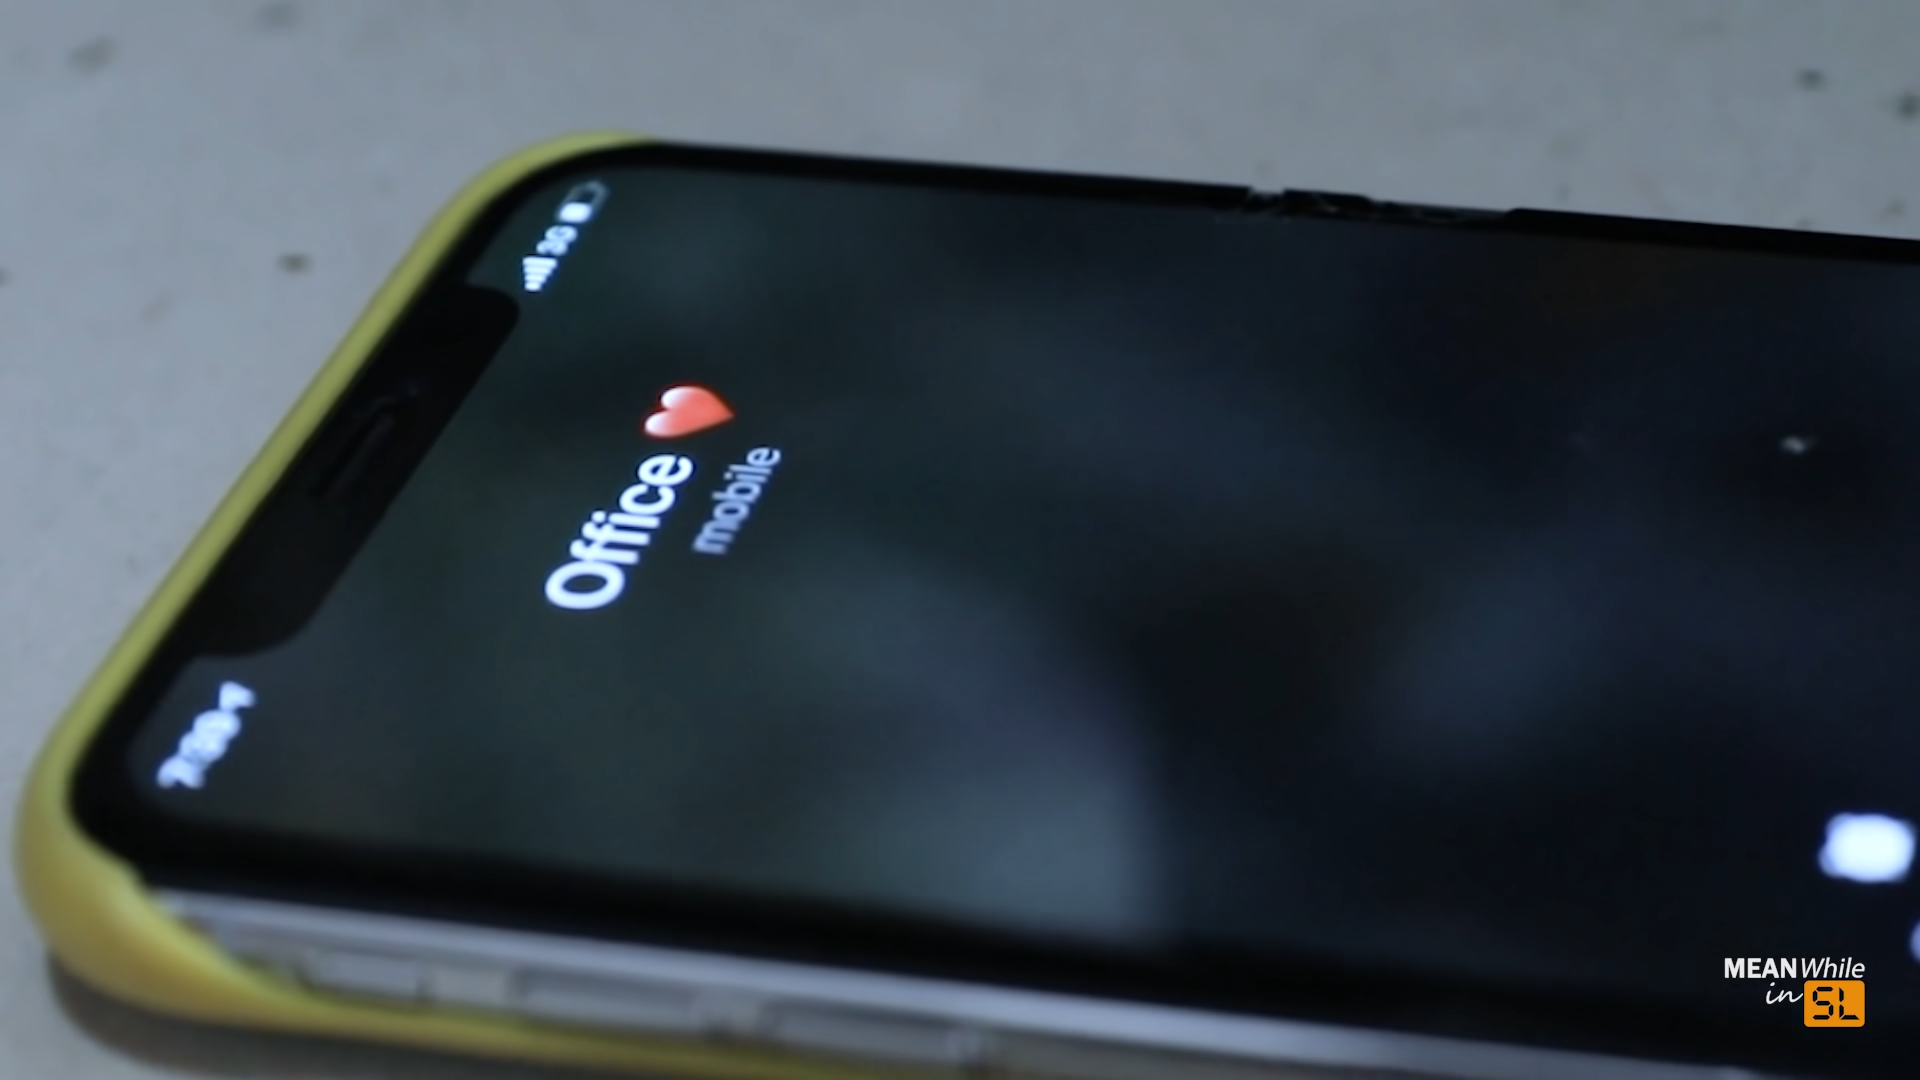 3G
Office ❤️
mobile
MEANWhile
in SL